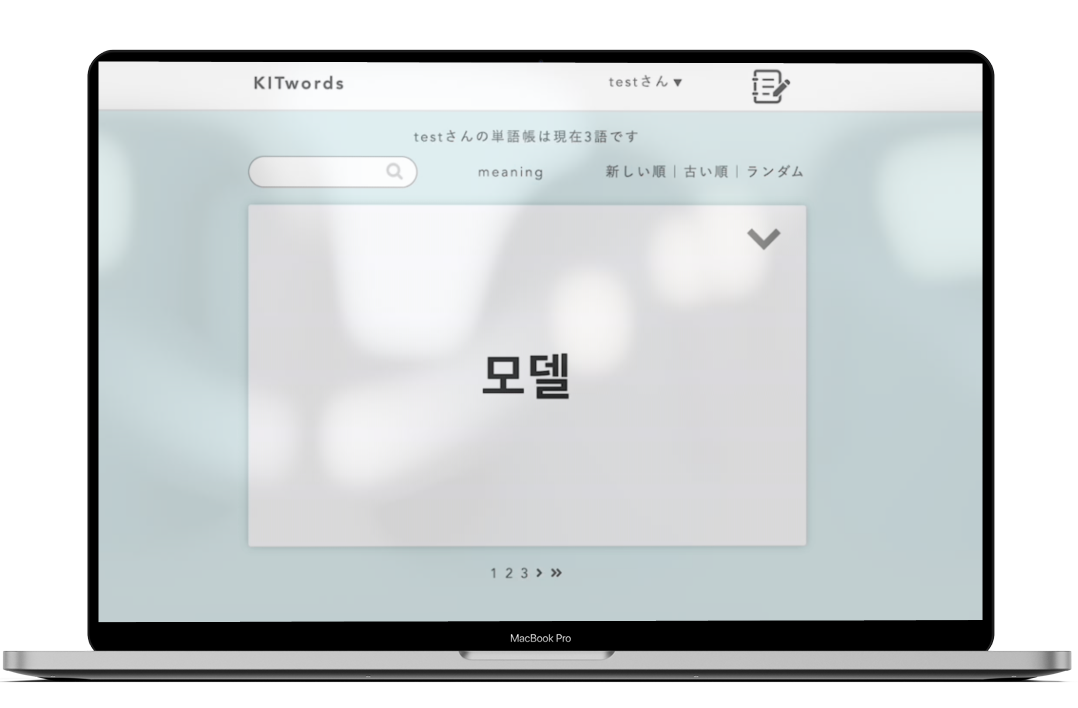 KITwords
testさん▼
testさんの単語帳は現在3語です
meaning
新しい順｜古い順｜ランダム
모델
1 2 3 > >>
MacBook Pro